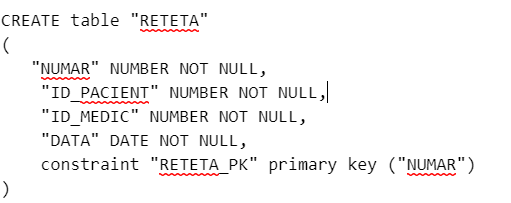 CREATE table "RETETA"
(
"NUMAR" NUMBER NOT NULL,
"ID_PACIENT" NUMBER NOT NULL,
"ID_MEDIC" NUMBER NOT NULL,
"DATA" DATE NOT NULL,
constraint "RETETA_PK" primary key ("NUMAR")
)